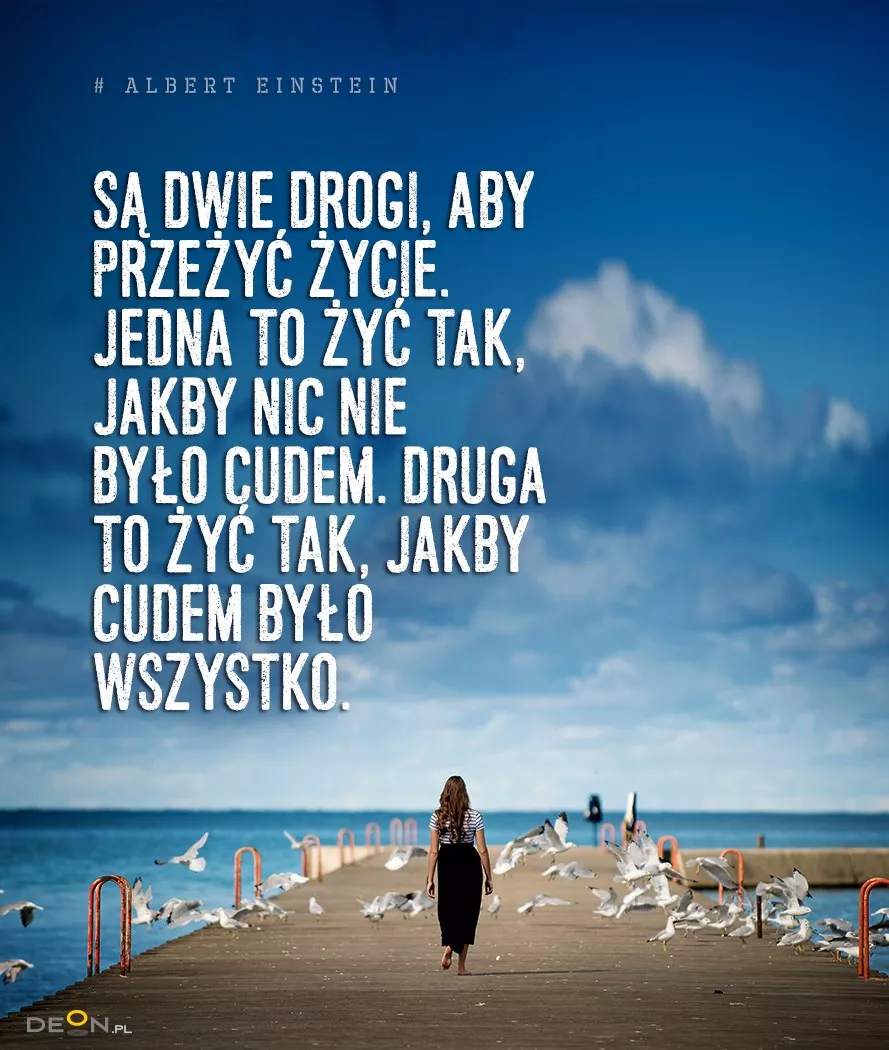 # ALBERT EINSTEIN
SĄ DWIE DROGI, ABY
PRZEŻYĆ ŻYCIE.
JEDNA TO ŻYĆ TAK,
JAKBY NIC NIE
BYŁO CUDEM. DRUGA
TO ŻYĆ TAK, JAKBY
CUDEM BYŁO
WSZYSTKO.
DEON.PL